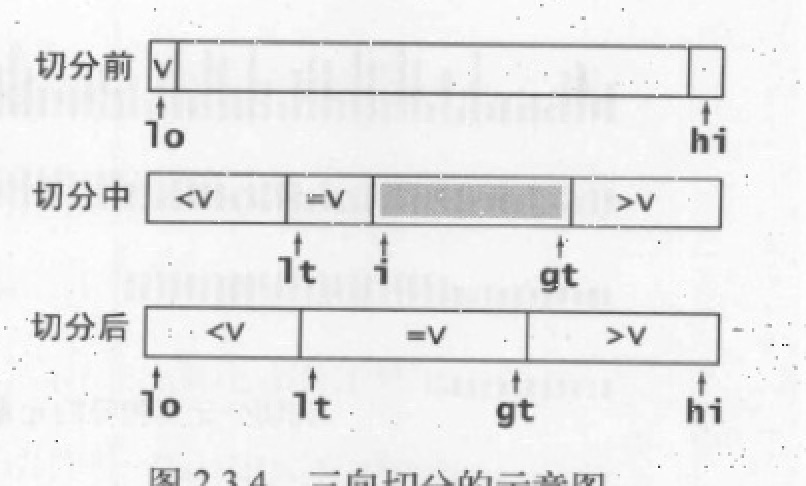 切分前 v
lo hi
切分中 <v =v >v
lt i gt
切分后 <v =v >v
lo lt gt hi
图 2.3.4 三向切分的示意图